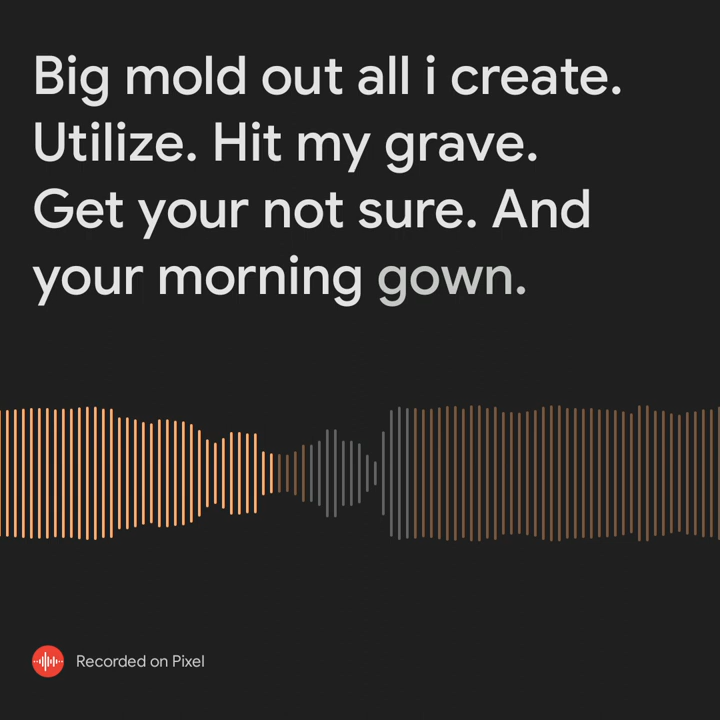 Big mold out all i create.
Utilize. Hit my grave.
Get your not sure. And
your morning gown.
Recorded on Pixel